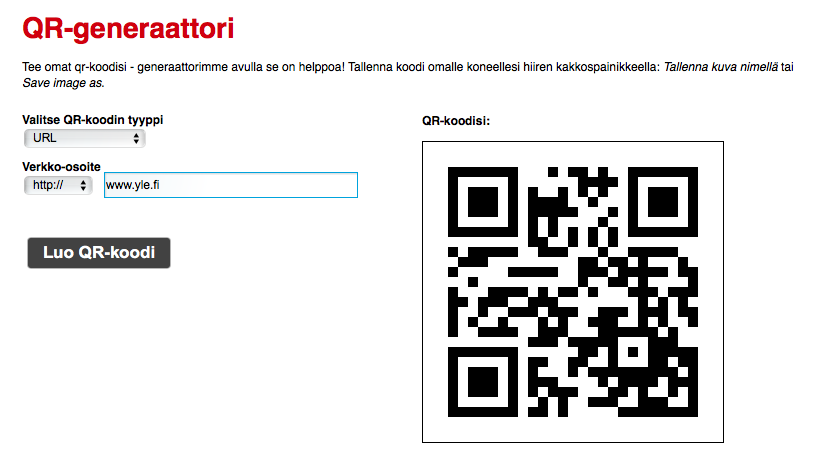 QR-generaattori
Tee omat qr-koodisi - generaattorimme avulla se on helppoa! Tallenna koodi omalle koneellesi hiiren kakkospainikkeella: Tallenna kuva nimellä tai
Save image as.
Valitse QR-koodin tyyppi
URL
Verkko-osoite
http:// www.yle.fi
Luo QR-koodi
QR-koodisi: